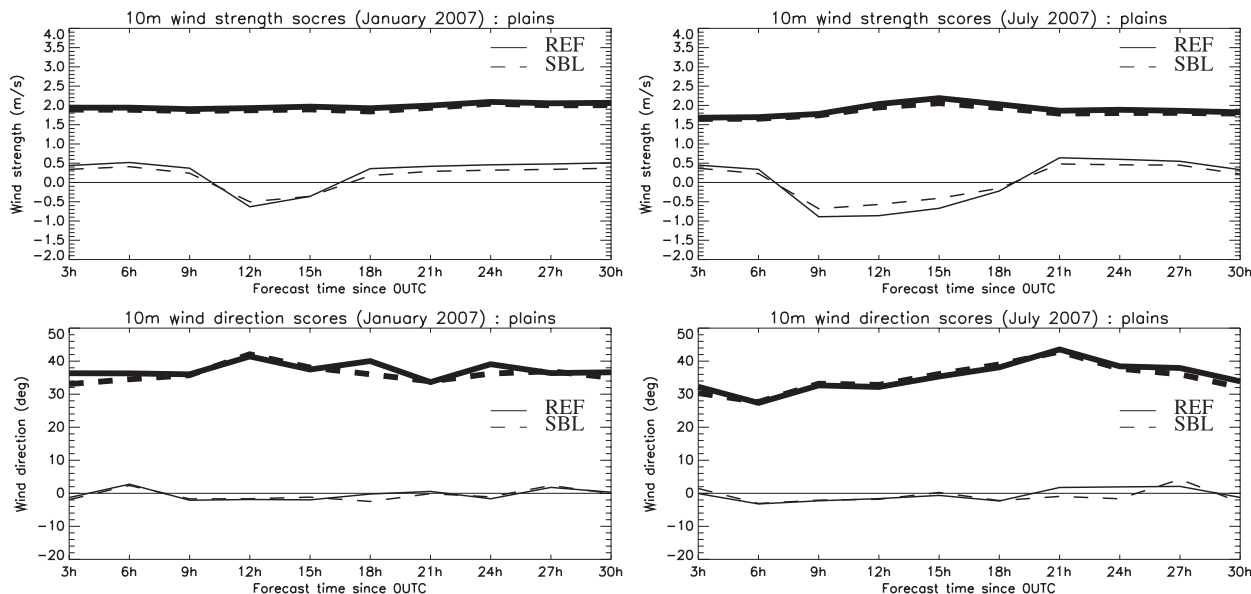 10m wind strength socres (January 2007) : plains
Wind strength (m/s)
4.0
3.5
3.0
2.5
2.0
1.5
1.0
0.5
0.0
−0.5
−1.0
−1.5
−2.0
REF
SBL
3h 6h 9h 12h 15h 18h 21h 24h 27h 30h
Forecast time since 0UTC
10m wind strength scores (July 2007) : plains
Wind strength (m/s)
4.0
3.5
3.0
2.5
2.0
1.5
1.0
0.5
0.0
−0.5
−1.0
−1.5
−2.0
REF
SBL
3h 6h 9h 12h 15h 18h 21h 24h 27h 30h
Forecast time since 0UTC
10m wind direction scores (January 2007) : plains
Wind direction (deg)
50
40
30
20
10
0
−10
−20
REF
SBL
3h 6h 9h 12h 15h 18h 21h 24h 27h 30h
Forecast time since 0UTC
10m wind direction scores (July 2007) : plains
Wind direction (deg)
50
40
30
20
10
0
−10
−20
REF
SBL
3h 6h 9h 12h 15h 18h 21h 24h 27h 30h
Forecast time since 0UTC